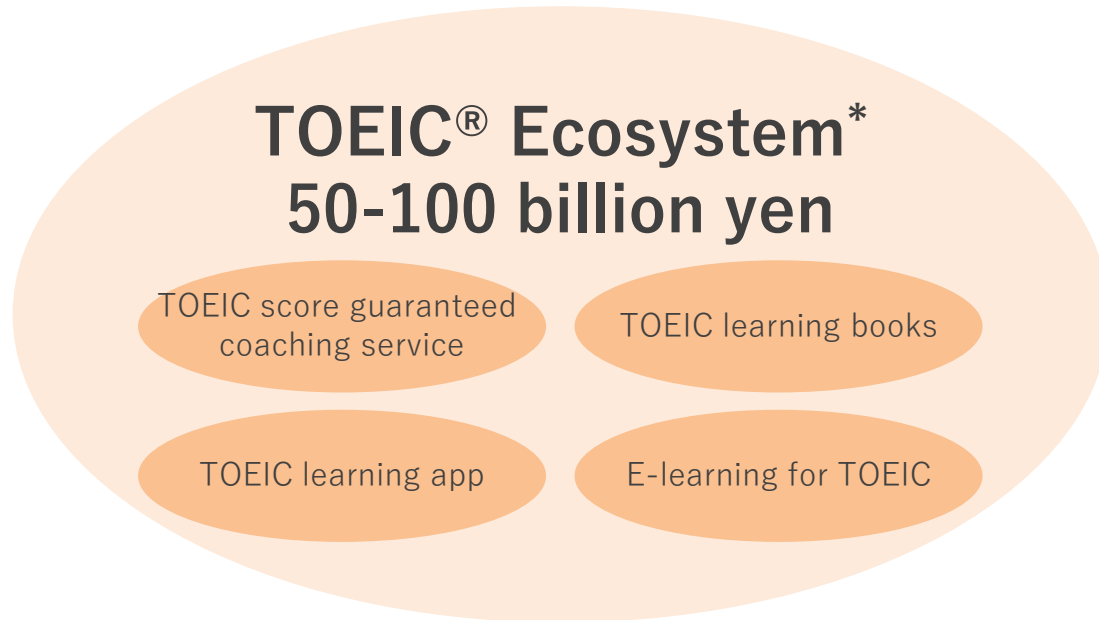 TOEIC® Ecosystem*
50-100 billion yen
TOEIC score guaranteed
coaching service
TOEIC learning books
TOEIC learning app
E-learning for TOEIC